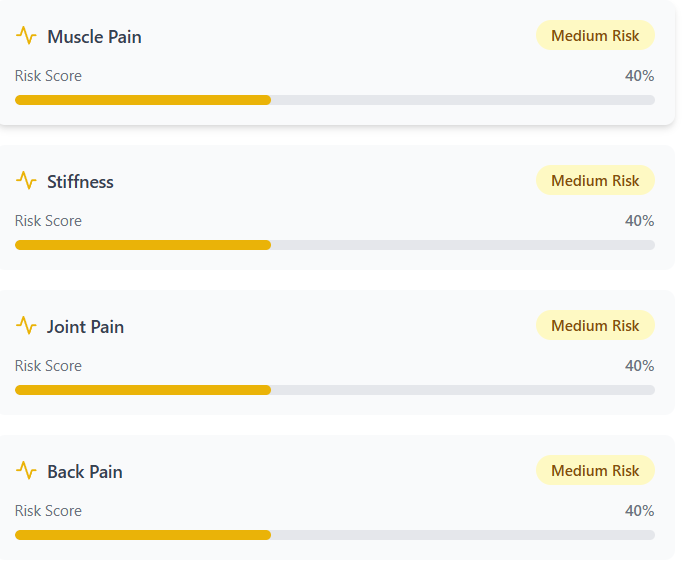 Muscle Pain Medium Risk
Risk Score 40%
Stiffness Medium Risk
Risk Score 40%
Joint Pain Medium Risk
Risk Score 40%
Back Pain Medium Risk
Risk Score 40%